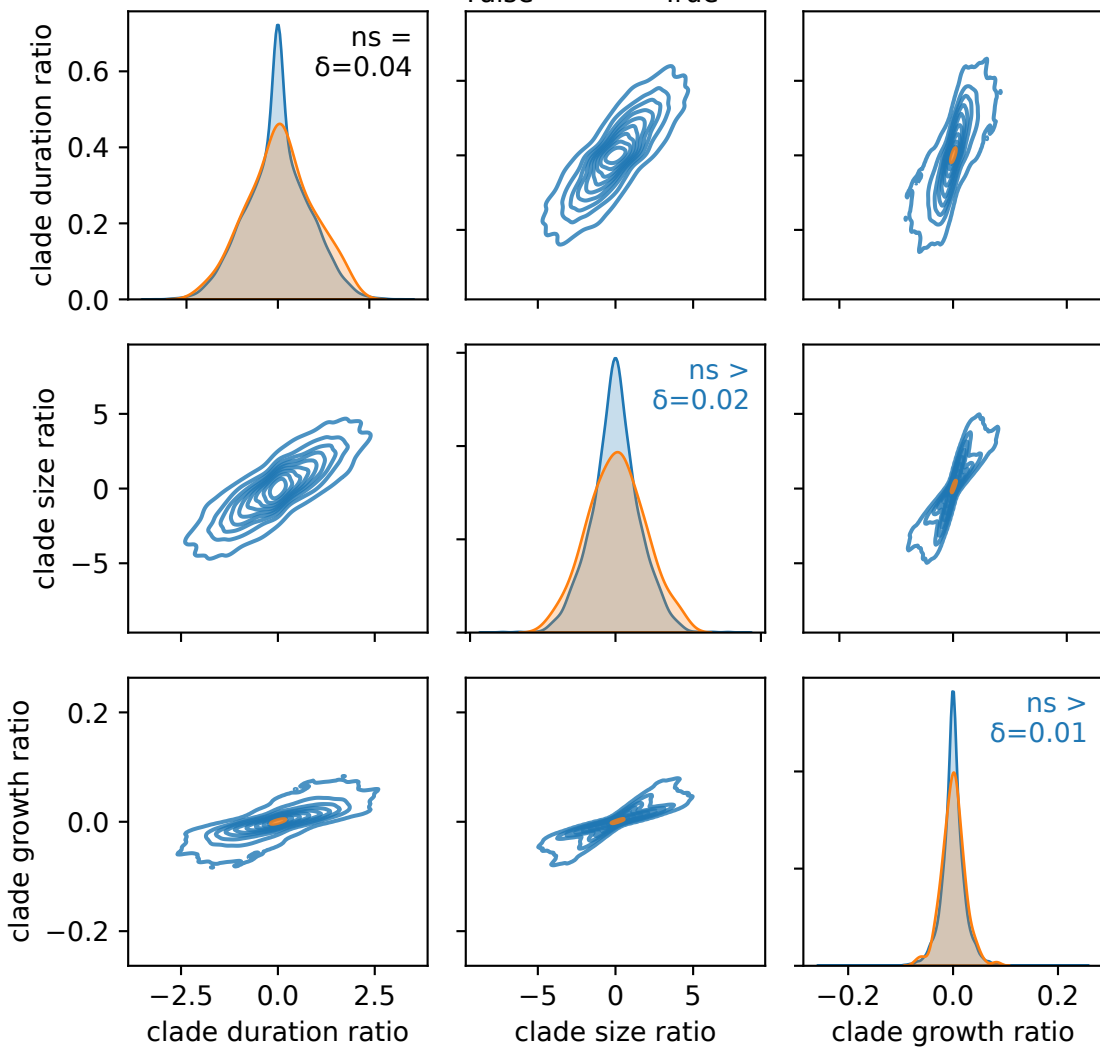 clade duration ratio
0.6
0.4
0.2
0.0
ns =
δ=0.04
clade size ratio
5
0
−5
ns >
δ=0.02
clade growth ratio
0.2
0.0
−0.2
ns >
δ=0.01
−2.5 0.0 2.5
−5 0 5
−0.2 0.0 0.2
clade duration ratio
clade size ratio
clade growth ratio